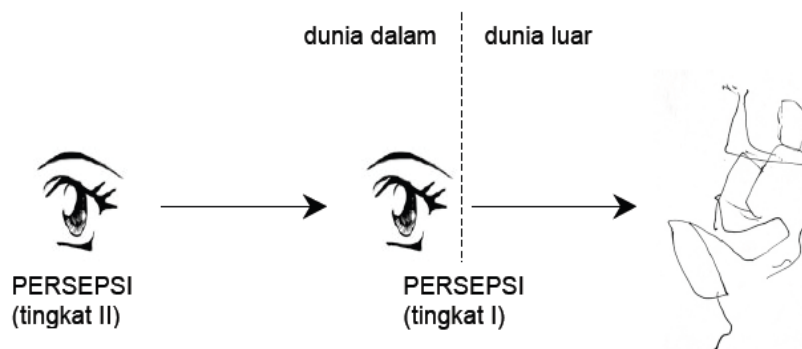 dunia dalam
dunia luar
PERSEPSI
(tingkat II)
PERSEPSI
(tingkat I)